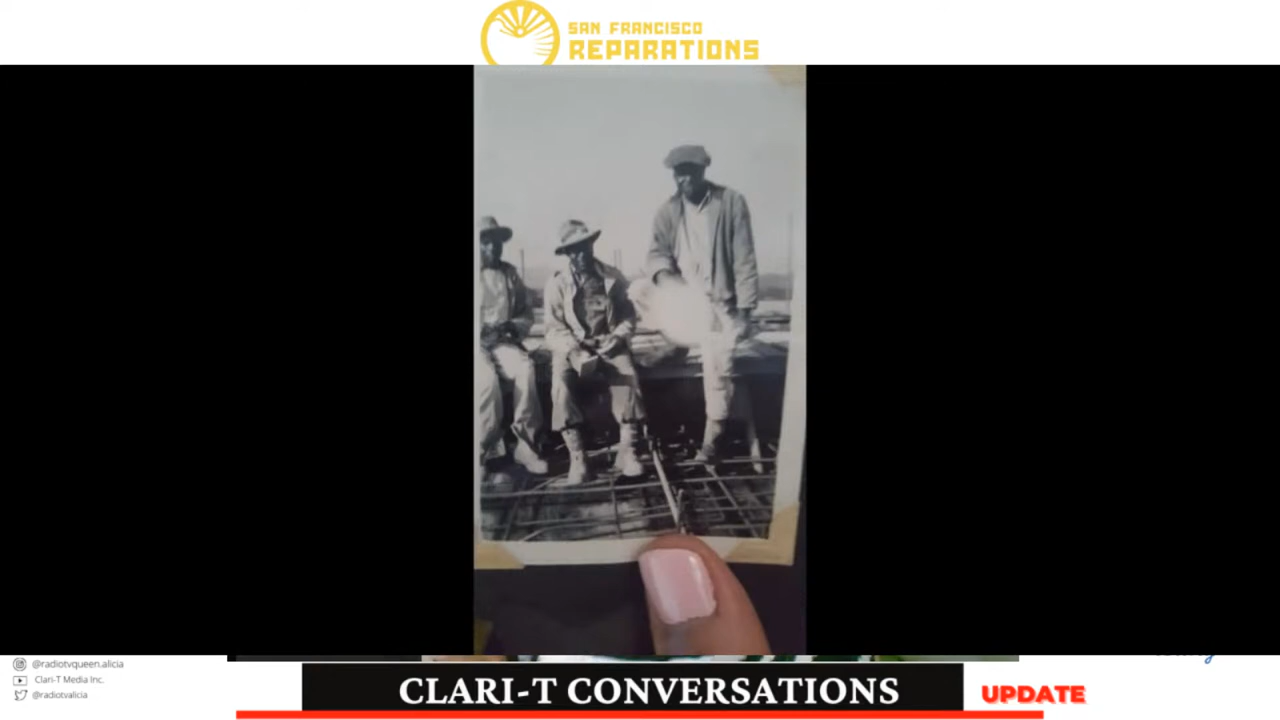 SAN FRANCISCO
REPARATIONS
@radiotvqueen.alicia
Clari-T Media Inc.
@radiotvalicia
CLARI-T CONVERSATIONS
UPDATE